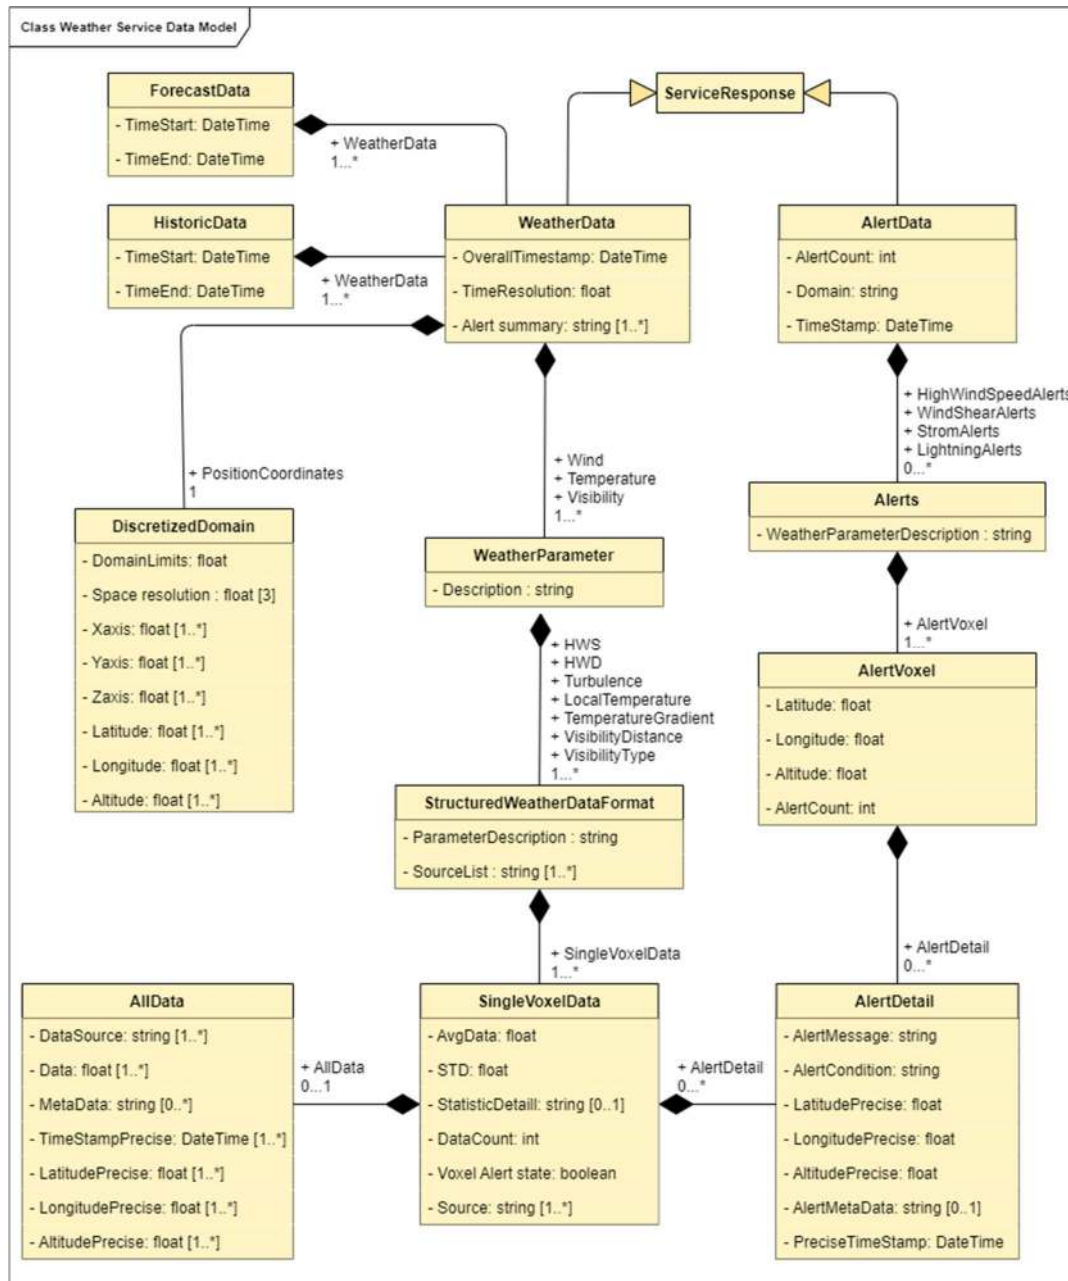 Class Weather Service Data Model
ForecastData
- TimeStart: DateTime
- TimeEnd: DateTime
+ WeatherData
1...*
ServiceResponse
HistoricData
- TimeStart: DateTime
- TimeEnd: DateTime
+ WeatherData
1...*
WeatherData
- OverallTimestamp: DateTime
- TimeResolution: float
- Alert summary: string [1..*]
AlertData
- AlertCount: int
- Domain: string
- TimeStamp: DateTime
+ HighWindSpeedAlerts
+ WindShearAlerts
+ StromAlerts
+ LightningAlerts
0...*
+ PositionCoordinates
1
+ Wind
+ Temperature
+ Visibility
1...*
Alerts
- WeatherParameterDescription : string
DiscretizedDomain
- DomainLimits: float
- Space resolution : float [3]
- Xaxis: float [1..*]
- Yaxis: float [1..*]
- Zaxis: float [1..*]
- Latitude: float [1..*]
- Longitude: float [1..*]
- Altitude: float [1..*]
WeatherParameter
- Description : string
+ HWS
+ HWD
+ Turbulence
+ LocalTemperature
+ TemperatureGradient
+ VisibilityDistance
+ VisibilityType
1...*
+ AlertVoxel
1...*
AlertVoxel
- Latitude: float
- Longitude: float
- Altitude: float
- AlertCount: int
StructuredWeatherDataFormat
- ParameterDescription : string
- SourceList : string [1..*]
+ SingleVoxelData
1...*
+ AlertDetail
0...*
AllData
- DataSource: string [1..*]
- Data: float [1..*]
- MetaData: string [0..*]
- TimeStampPrecise: DateTime [1..*]
- LatitudePrecise: float [1..*]
- LongitudePrecise: float [1..*]
- AltitudePrecise: float [1..*]
+ AllData
0...1
SingleVoxelData
- AvgData: float
- STD: float
- StatisticDetaill: string [0..1]
- DataCount: int
- Voxel Alert state: boolean
- Source: string [1..*]
+ AlertDetail
0...*
AlertDetail
- AlertMessage: string
- AlertCondition: string
- LatitudePrecise: float
- LongitudePrecise: float
- AltitudePrecise: float
- AlertMetaData: string [0..1]
- PreciseTimeStamp: DateTime